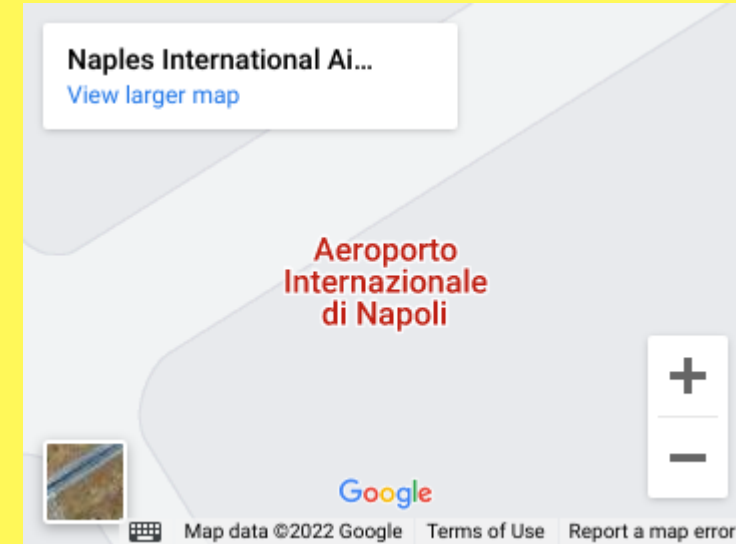 Naples International Ai...
View larger map
Aeroporto
Internazionale
di Napoli
Google
Map data ©2022 Google Terms of Use Report a map error